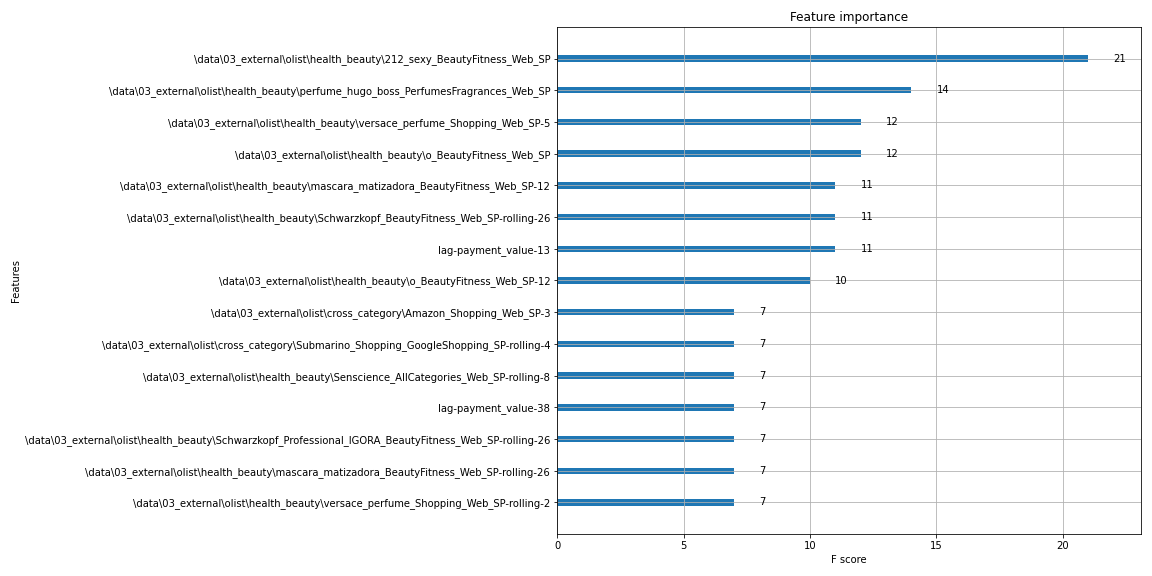 Feature importance
\data\03_external\olist\health_beauty\212_sexy_BeautyFitness_Web_SP 21
\data\03_external\olist\health_beauty\perfume_hugo_boss_PerfumesFragrances_Web_SP 14
\data\03_external\olist\health_beauty\versace_perfume_Shopping_Web_SP-5 12
\data\03_external\olist\health_beauty\o_BeautyFitness_Web_SP 12
\data\03_external\olist\health_beauty\mascara_matizadora_BeautyFitness_Web_SP-12 11
\data\03_external\olist\health_beauty\Schwarzkopf_BeautyFitness_Web_SP-rolling-26 11
lag-payment_value-13 11
\data\03_external\olist\health_beauty\o_BeautyFitness_Web_SP-12 10
\data\03_external\olist\cross_category\Amazon_Shopping_Web_SP-3 7
\data\03_external\olist\cross_category\Submarino_Shopping_GoogleShopping_SP-rolling-4 7
\data\03_external\olist\health_beauty\Senscience_AllCategories_Web_SP-rolling-8 7
lag-payment_value-38 7
\data\03_external\olist\health_beauty\Schwarzkopf_Professional_IGORA_BeautyFitness_Web_SP-rolling-26 7
\data\03_external\olist\health_beauty\mascara_matizadora_BeautyFitness_Web_SP-rolling-26 7
\data\03_external\olist\health_beauty\versace_perfume_Shopping_Web_SP-rolling-2 7
Features
0 5 10 15 20
F score